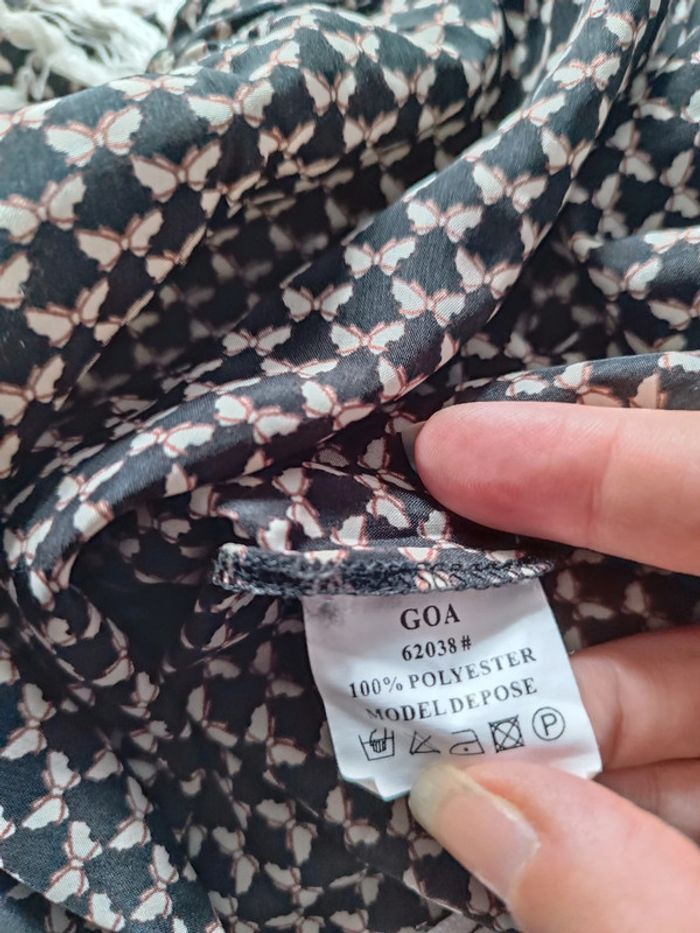 GOA
62038#
100% POLYESTER
MODEL DEPOSE
P